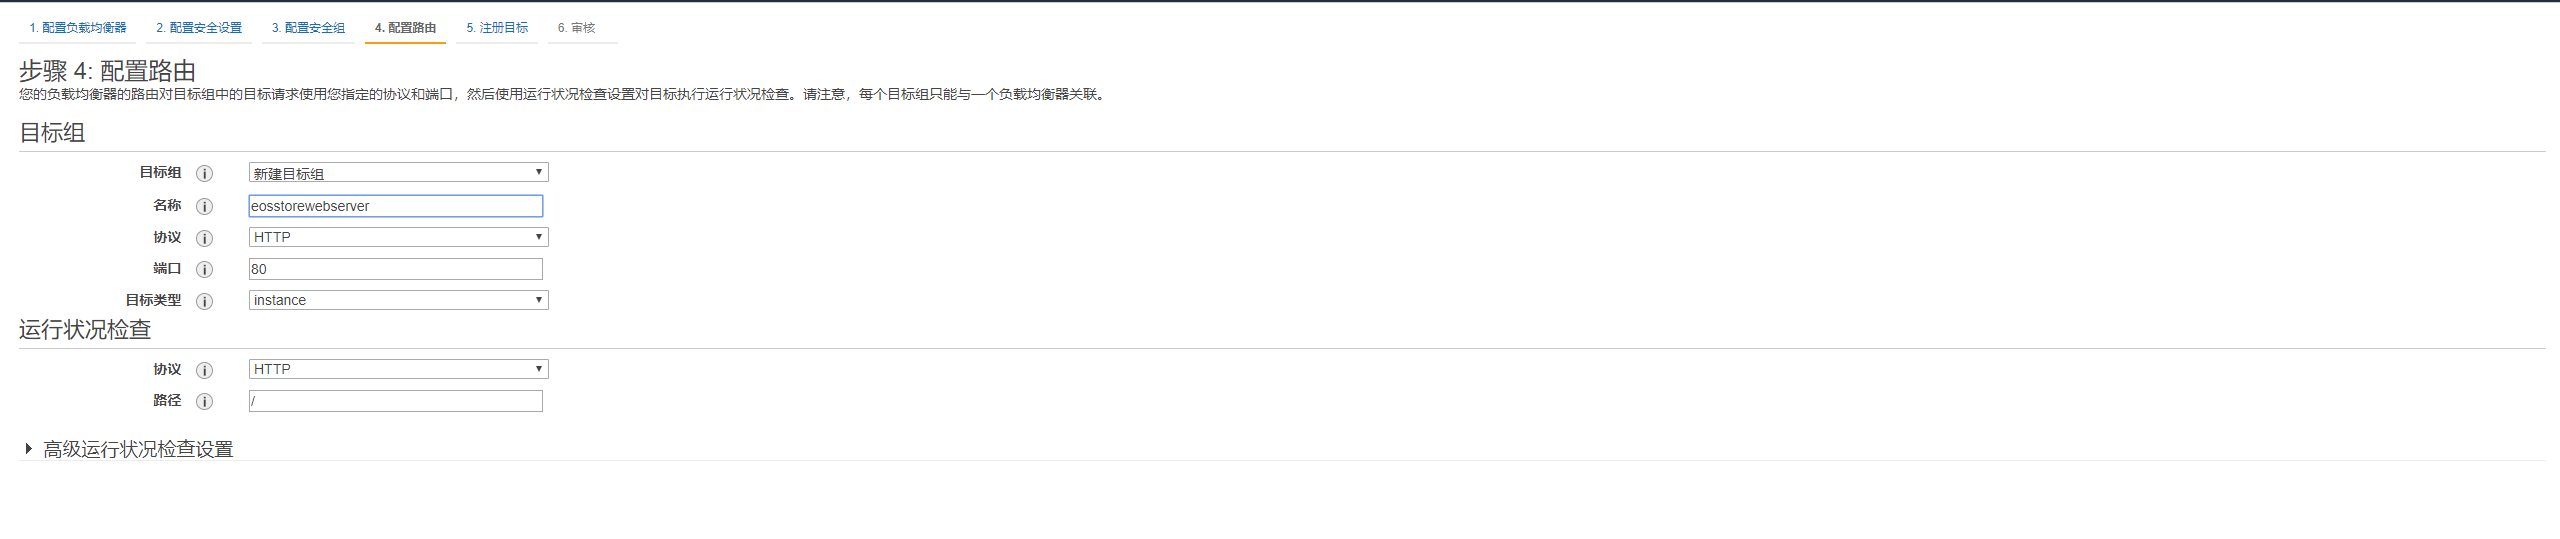 1. 配置负载均衡器 2. 配置安全设置 3. 配置安全组 4. 配置路由 5. 注册目标 6. 审核
步骤 4: 配置路由
您的负载均衡器的路由对目标组中的目标请求使用您指定的协议和端口，然后使用运行状况检查设置对目标执行运行状况检查。请注意，每个目标组只能与一个负载均衡器关联。
目标组
目标组 i 新建目标组
名称 i eosstorewebserver
协议 i HTTP
端口 i 80
目标类型 i instance
运行状况检查
协议 i HTTP
路径 i /
高级运行状况检查设置